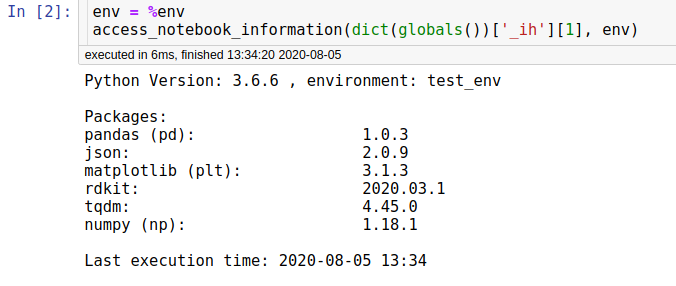 In [2]: env = %env
access_notebook_information(dict(globals())['_ih'][1], env)
executed in 6ms, finished 13:34:20 2020-08-05
Python Version: 3.6.6 , environment: test_env
Packages:
pandas (pd): 1.0.3
json: 2.0.9
matplotlib (plt): 3.1.3
rdkit: 2020.03.1
tqdm: 4.45.0
numpy (np): 1.18.1
Last execution time: 2020-08-05 13:34